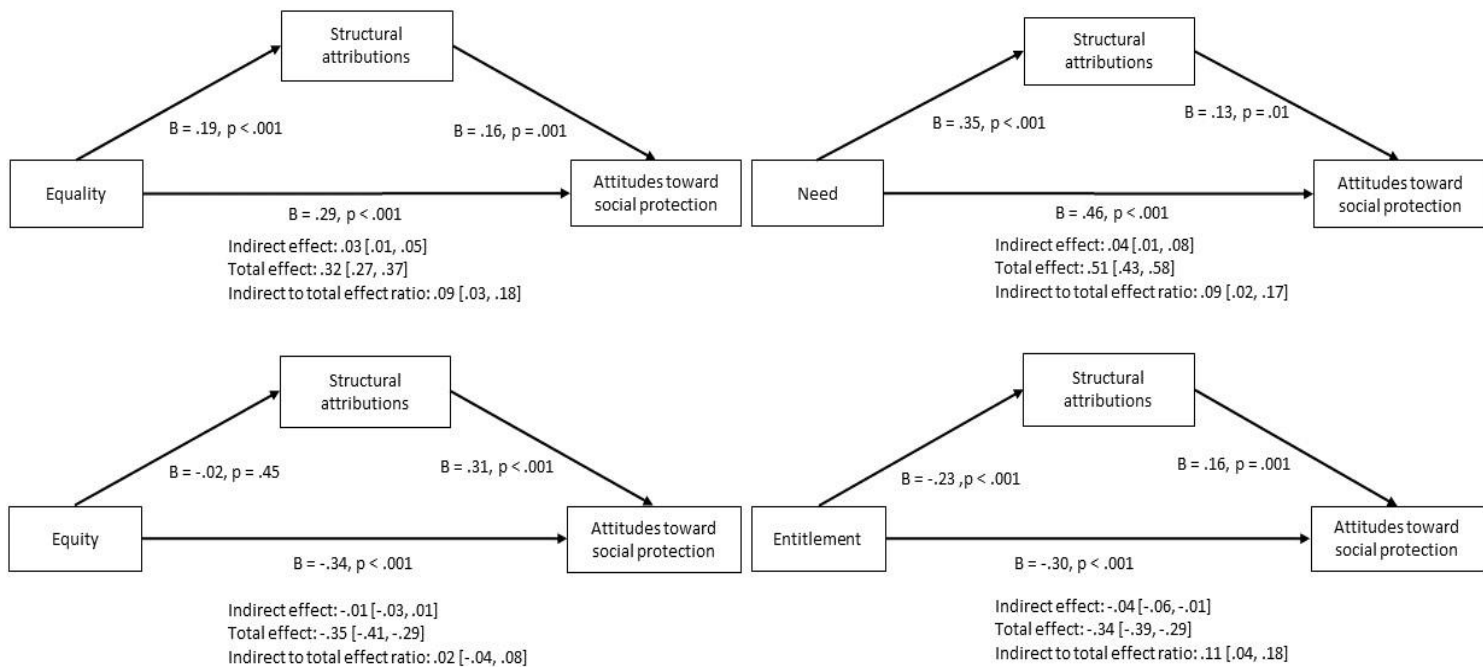 Structural
attributions
B = .19, p < .001
B = .16, p = .001
Equality
Attitudes toward
social protection
B = .29, p < .001
Indirect effect: .03 [.01, .05]
Total effect: .32 [.27, .37]
Indirect to total effect ratio: .09 [.03, .18]
Structural
attributions
B = .35, p < .001
B = .13, p = .01
Need
Attitudes toward
social protection
B = .46, p < .001
Indirect effect: .04 [.01, .08]
Total effect: .51 [.43, .58]
Indirect to total effect ratio: .09 [.02, .17]
Structural
attributions
B = -.02, p = .45
B = .31, p < .001
Equity
Attitudes toward
social protection
B = -.34, p < .001
Indirect effect: -.01 [-.03, .01]
Total effect: -.35 [-.41, -.29]
Indirect to total effect ratio: .02 [-.04, .08]
Structural
attributions
B = -.23 ,p < .001
B = .16, p = .001
Entitlement
Attitudes toward
social protection
B = -.30, p < .001
Indirect effect: -.04 [-.06, -.01]
Total effect: -.34 [-.39, -.29]
Indirect to total effect ratio: .11 [.04, .18]